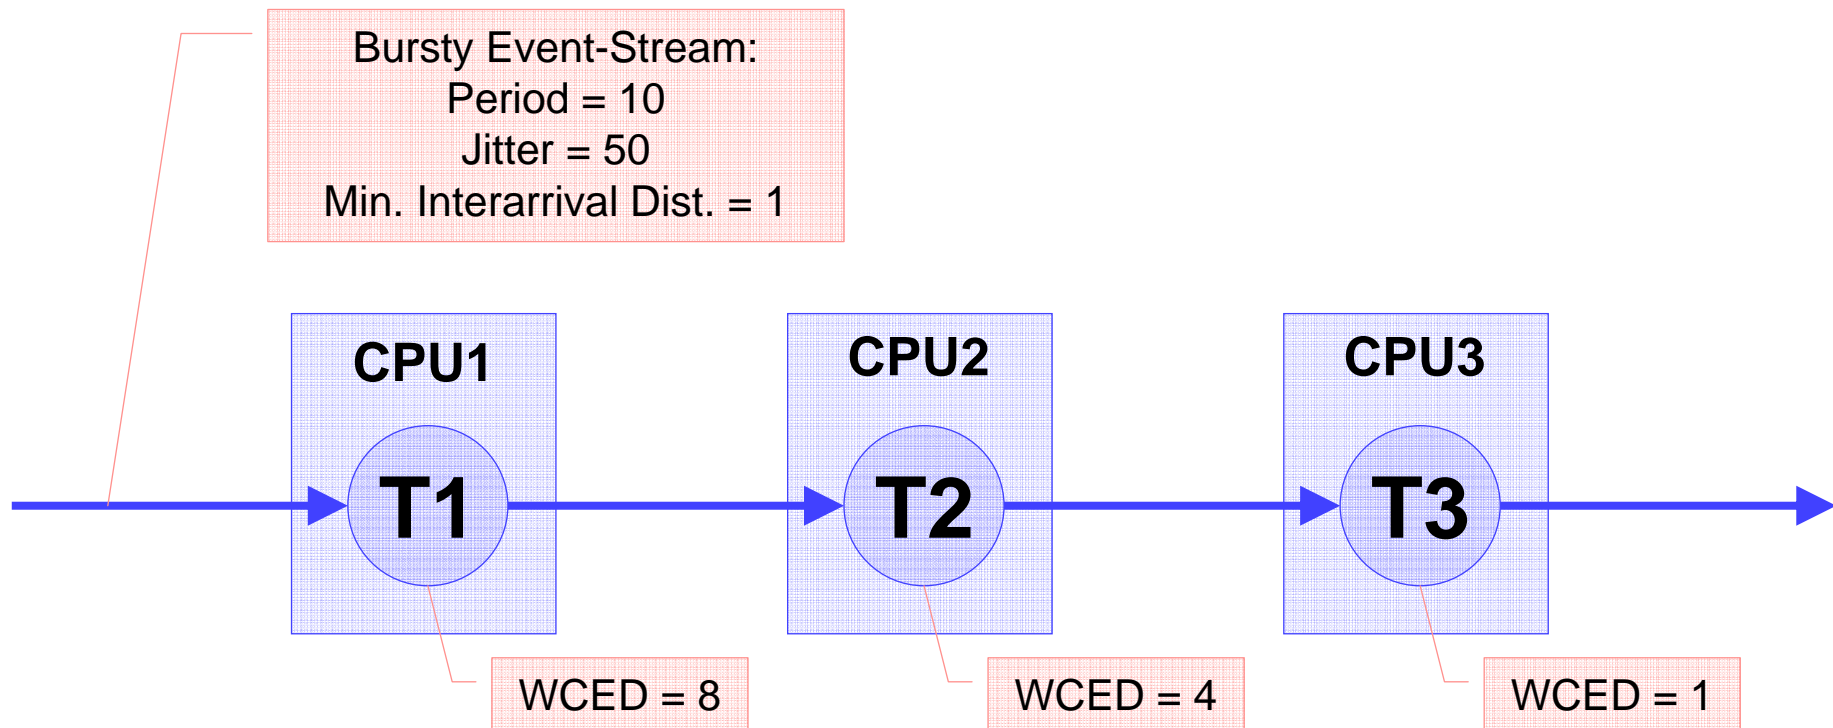 Bursty Event-Stream:
Period = 10
Jitter = 50
Min. Interarrival Dist. = 1
CPU1
CPU2
CPU3
T1
T2
T3
WCED = 8
WCED = 4
WCED = 1